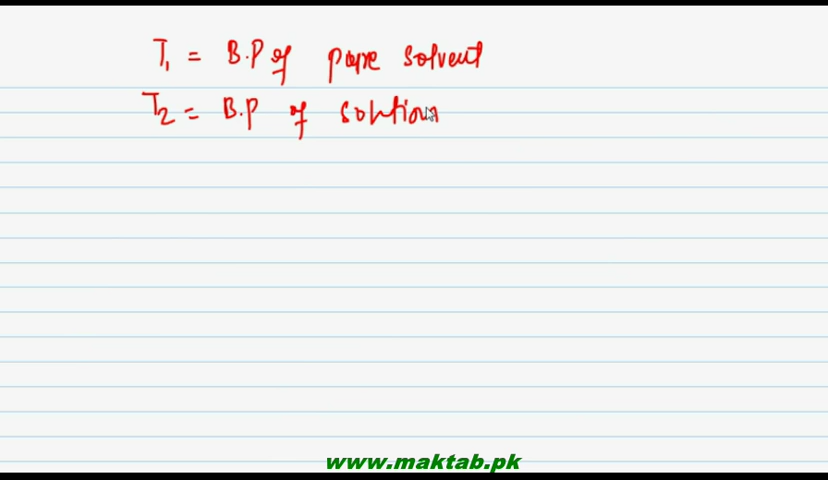 T₁ = B.P of pure solvent
T₂ = B.P of solution
www.maktab.pk